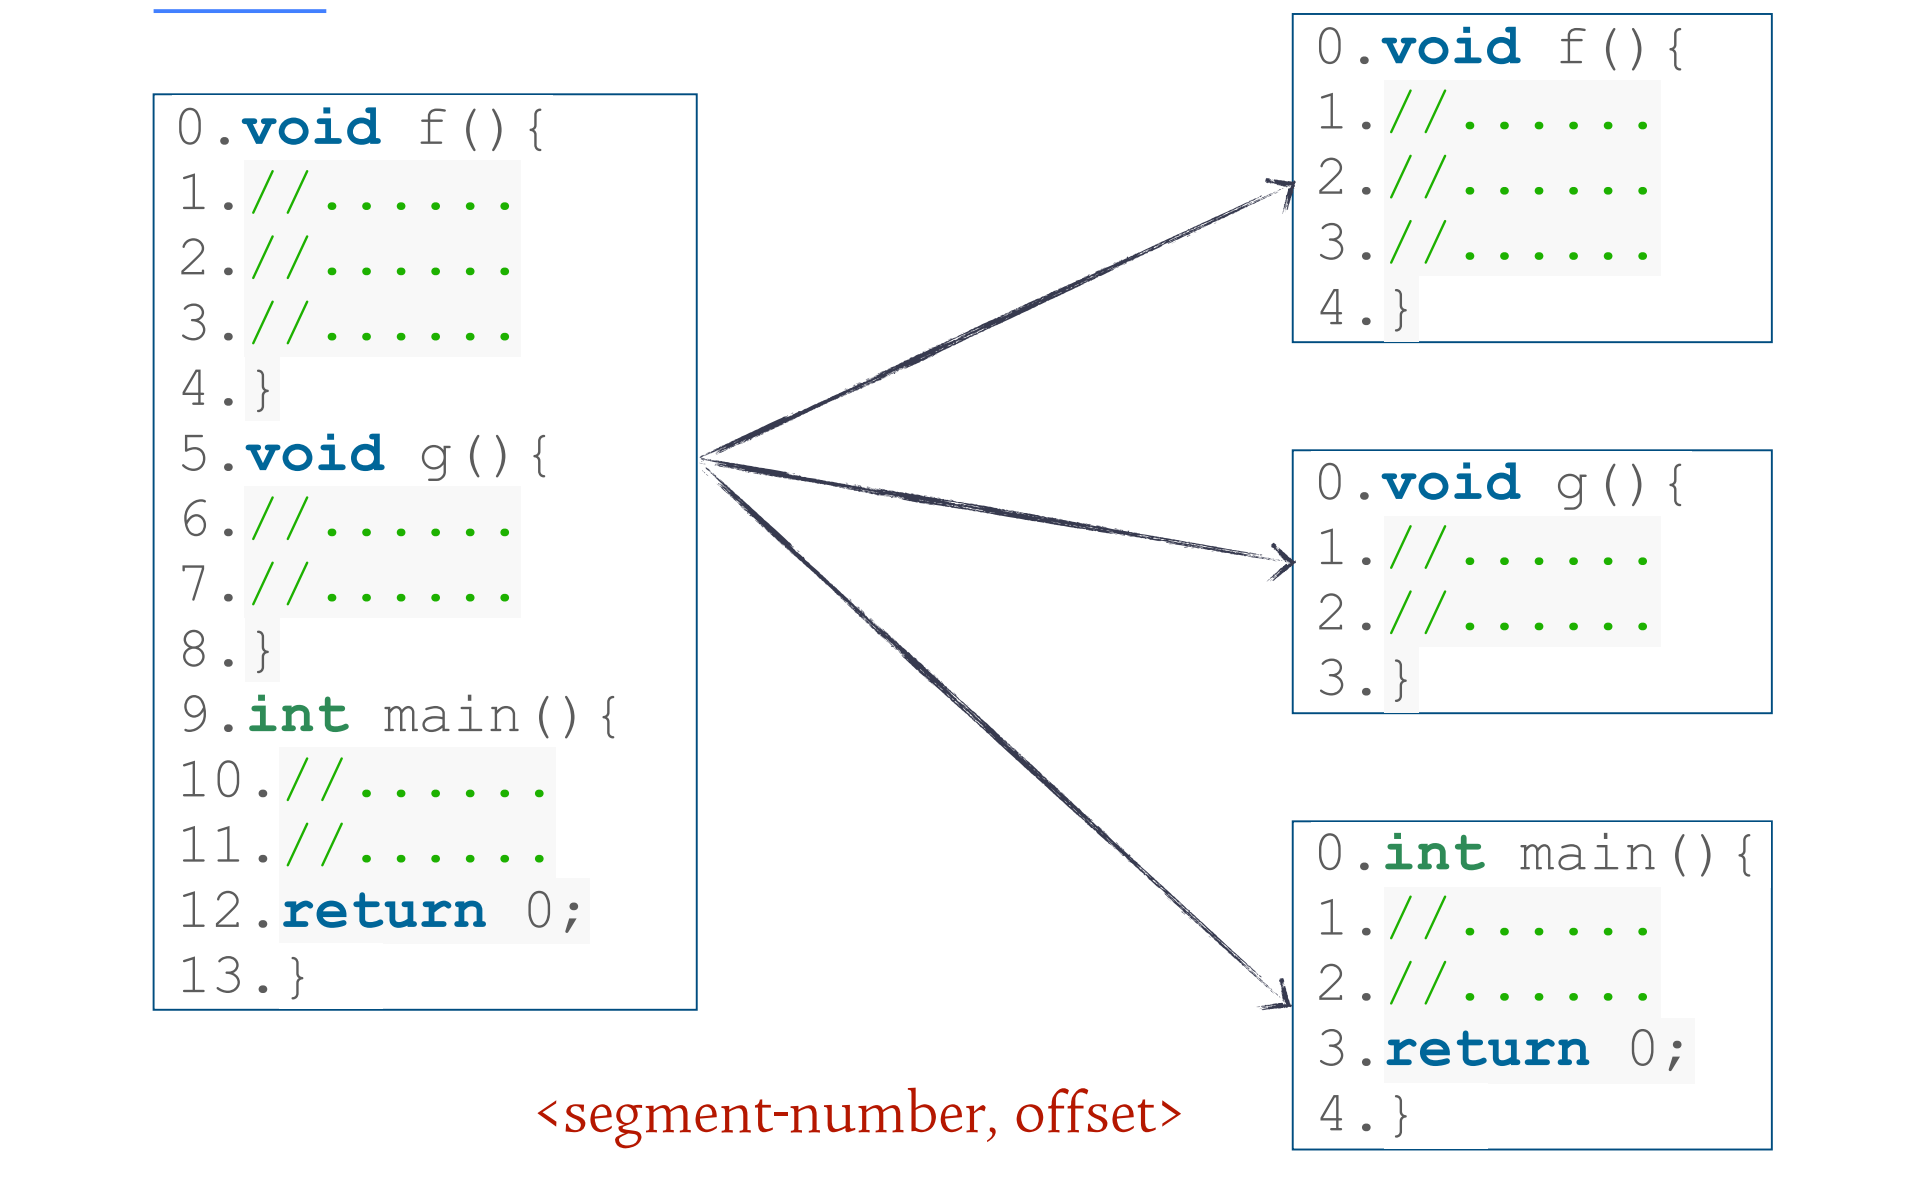 0.void f(){
1.//......
2.//......
3.//......
4.}
5.void g(){
6.//......
7.//......
8.}
9.int main(){
10.//......
11.//......
12.return 0;
13.}
0.void f(){
1.//......
2.//......
3.//......
4.}
0.void g(){
1.//......
2.//......
3.}
0.int main(){
1.//......
2.//......
3.return 0;
4.}
<segment-number, offset>